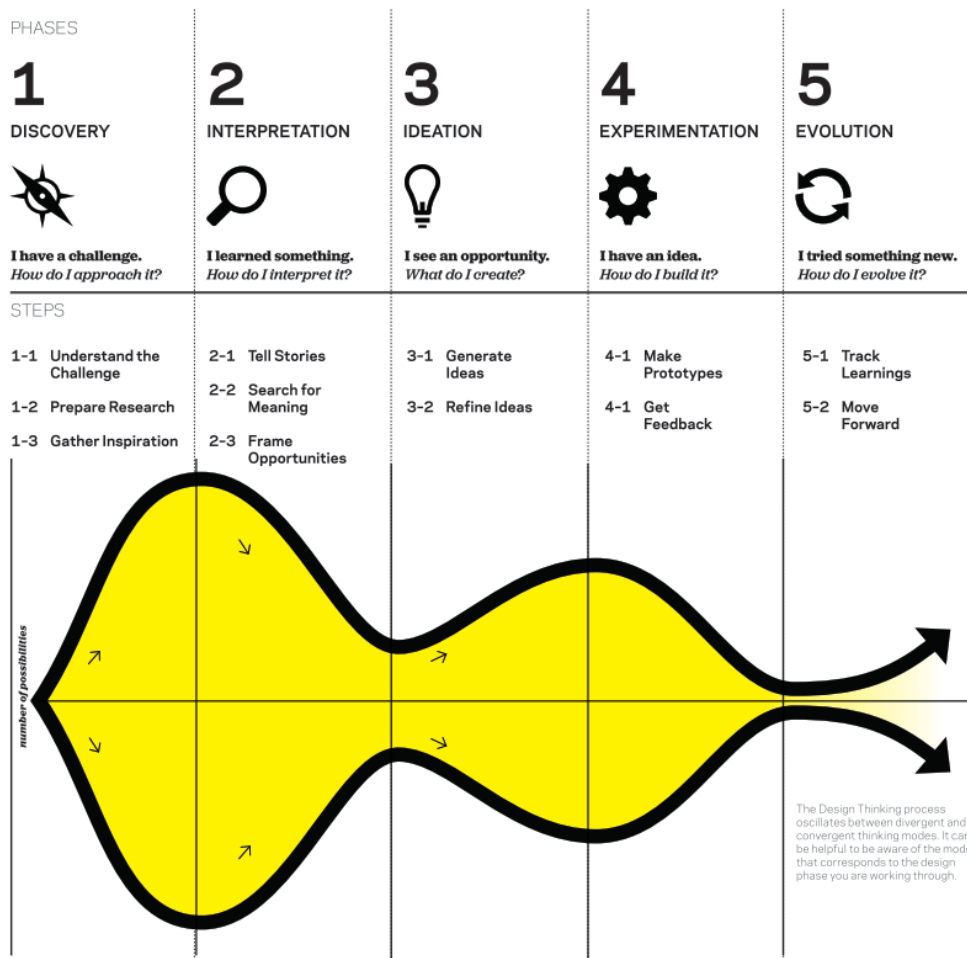 PHASES
1
DISCOVERY
I have a challenge.
How do I approach it?
2
INTERPRETATION
I learned something.
How do I interpret it?
3
IDEATION
I see an opportunity.
What do I create?
4
EXPERIMENTATION
I have an idea.
How do I build it?
5
EVOLUTION
I tried something new.
How do I evolve it?
STEPS
1-1 Understand the
Challenge
1-2 Prepare Research
1-3 Gather Inspiration
2-1 Tell Stories
2-2 Search for
Meaning
2-3 Frame
Opportunities
3-1 Generate
Ideas
3-2 Refine Ideas
4-1 Make
Prototypes
4-1 Get
Feedback
5-1 Track
Learnings
5-2 Move
Forward
number of possibilities
The Design Thinking process
oscillates between divergent and
convergent thinking modes. It can
be helpful to be aware of the mode
that corresponds to the design
phase you are working through.